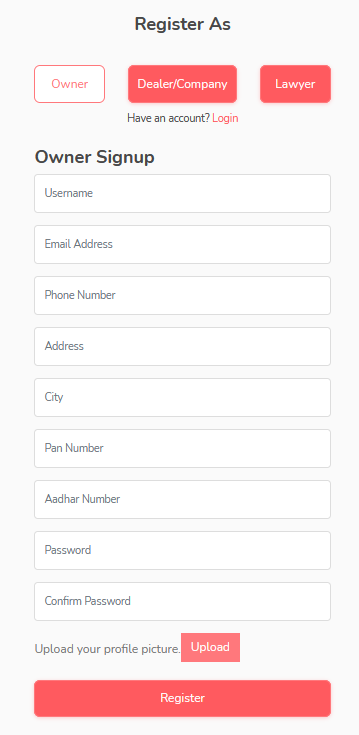 Register As
Owner Dealer/Company Lawyer
Have an account? Login
Owner Signup
Username
Email Address
Phone Number
Address
City
Pan Number
Aadhar Number
Password
Confirm Password
Upload your profile picture. Upload
Register